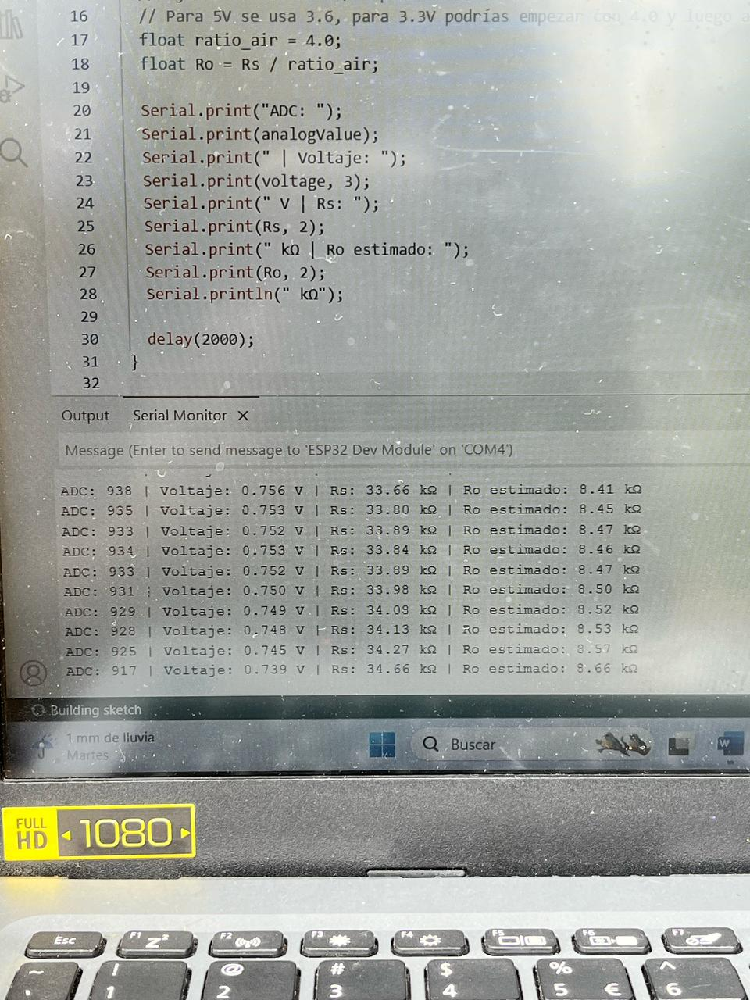 16 // Para 5V se usa 3.6, para 3.3V podrías empezar con 4.0 y luego a
17 float ratio_air = 4.0;
18 float Ro = Rs / ratio_air;
19
20 Serial.print("ADC: ");
21 Serial.print(analogValue);
22 Serial.print(" | Voltaje: ");
23 Serial.print(voltage, 3);
24 Serial.print(" V | Rs: ");
25 Serial.print(Rs, 2);
26 Serial.print(" kΩ | Ro estimado: ");
27 Serial.print(Ro, 2);
28 Serial.println(" kΩ");
29
30 delay(2000);
31 }
32
Output Serial Monitor X
Message (Enter to send message to 'ESP32 Dev Module' on 'COM4')
ADC: 938 | Voltaje: 0.756 V | Rs: 33.66 kΩ | Ro estimado: 8.41 kΩ
ADC: 935 | Voltaje: 0.753 V | Rs: 33.80 kΩ | Ro estimado: 8.45 kΩ
ADC: 933 | Voltaje: 0.752 V | Rs: 33.89 kΩ | Ro estimado: 8.47 kΩ
ADC: 934 | Voltaje: 0.753 V | Rs: 33.84 kΩ | Ro estimado: 8.46 kΩ
ADC: 933 | Voltaje: 0.752 V | Rs: 33.89 kΩ | Ro estimado: 8.47 kΩ
ADC: 931 | Voltaje: 0.750 V | Rs: 33.98 kΩ | Ro estimado: 8.50 kΩ
ADC: 929 | Voltaje: 0.749 V | Rs: 34.09 kΩ | Ro estimado: 8.52 kΩ
ADC: 928 | Voltaje: 0.748 V | Rs: 34.13 kΩ | Ro estimado: 8.53 kΩ
ADC: 925 | Voltaje: 0.745 V | Rs: 34.27 kΩ | Ro estimado: 8.57 kΩ
ADC: 917 | Voltaje: 0.739 V | Rs: 34.66 kΩ | Ro estimado: 8.66 kΩ
Building sketch
1 mm de lluvia
Martes
Buscar
W
FULL HD 1080
Esc F1 Zz F2 F3 F4 F5 F6 F7
~ ! @ # $ % ^
1 2 3 4 5 € 6